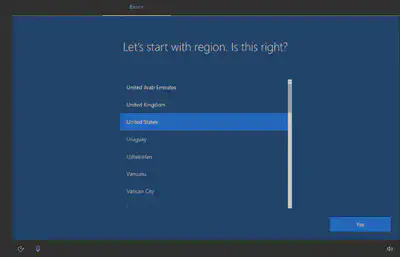 Basics
Let's start with region. Is this right?
United Arab Emirates
United Kingdom
United States
Uruguay
Uzbekistan
Vanuatu
Vatican City
Yes